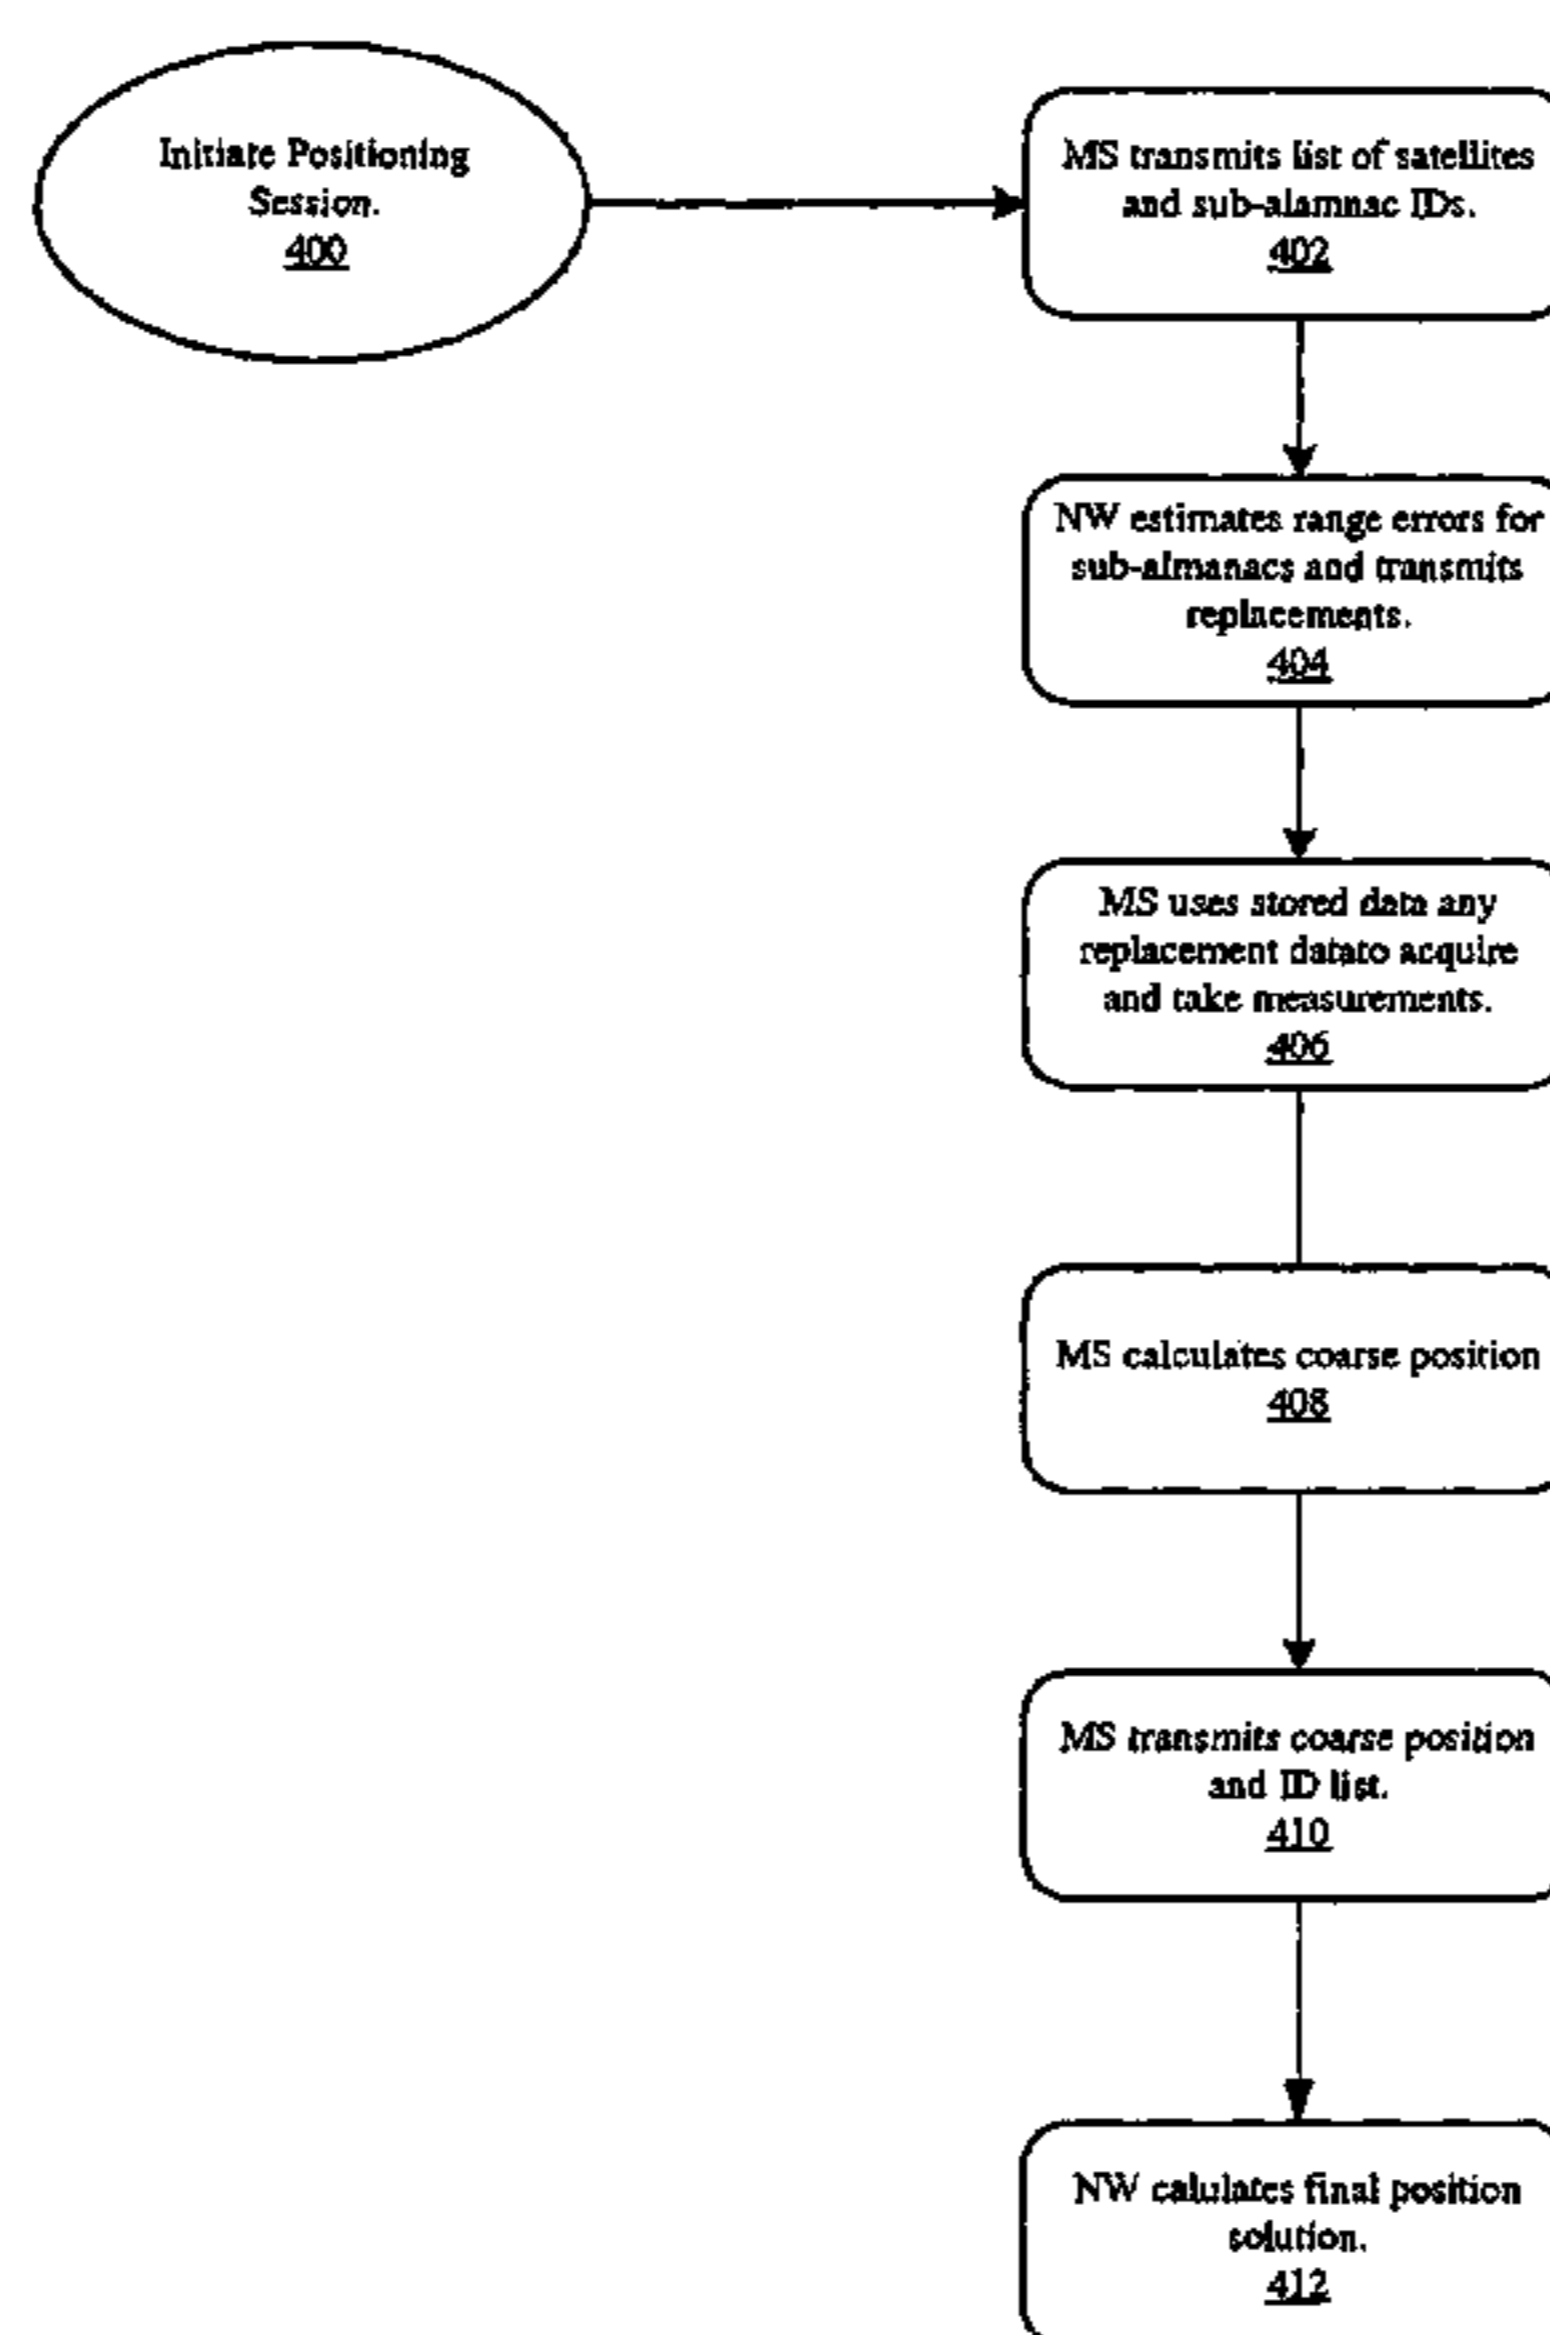 Initiate Positioning
Session.
400
MS transmits list of satellites
and sub-alamnac IDs.
402
NW estimates range errors for
sub-almanacs and transmits
replacements.
404
MS uses stored data any
replacement datato acquire
and take measurements.
406
MS calculates coarse position
408
MS transmits coarse position
and ID list.
410
NW calulates final position
solution.
412